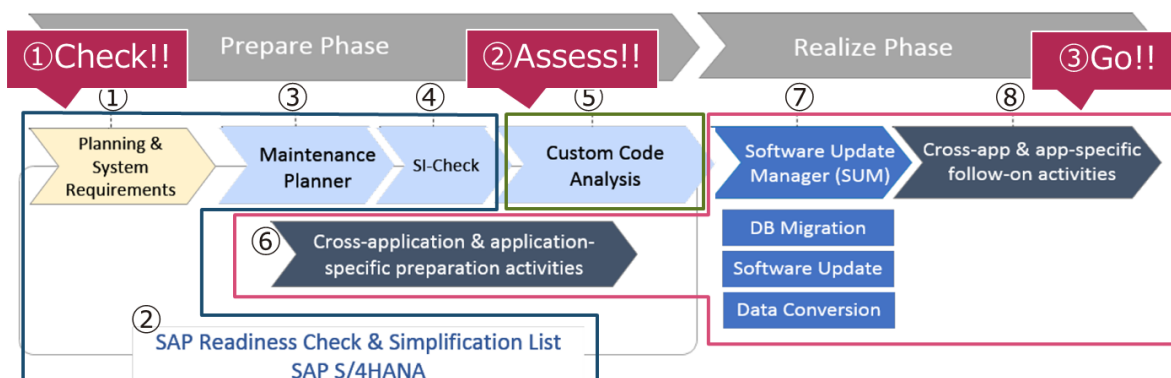 Prepare Phase
Realize Phase
①Check!!
②Assess!!
③Go!!
①
③
④
⑤
⑦
⑧
Planning &
System
Requirements
Maintenance
Planner
SI-Check
Custom Code
Analysis
Software Update
Manager (SUM)
Cross-app & app-specific
follow-on activities
⑥
Cross-application & application-
specific preparation activities
DB Migration
Software Update
Data Conversion
②
SAP Readiness Check & Simplification List
SAP S/4HANA